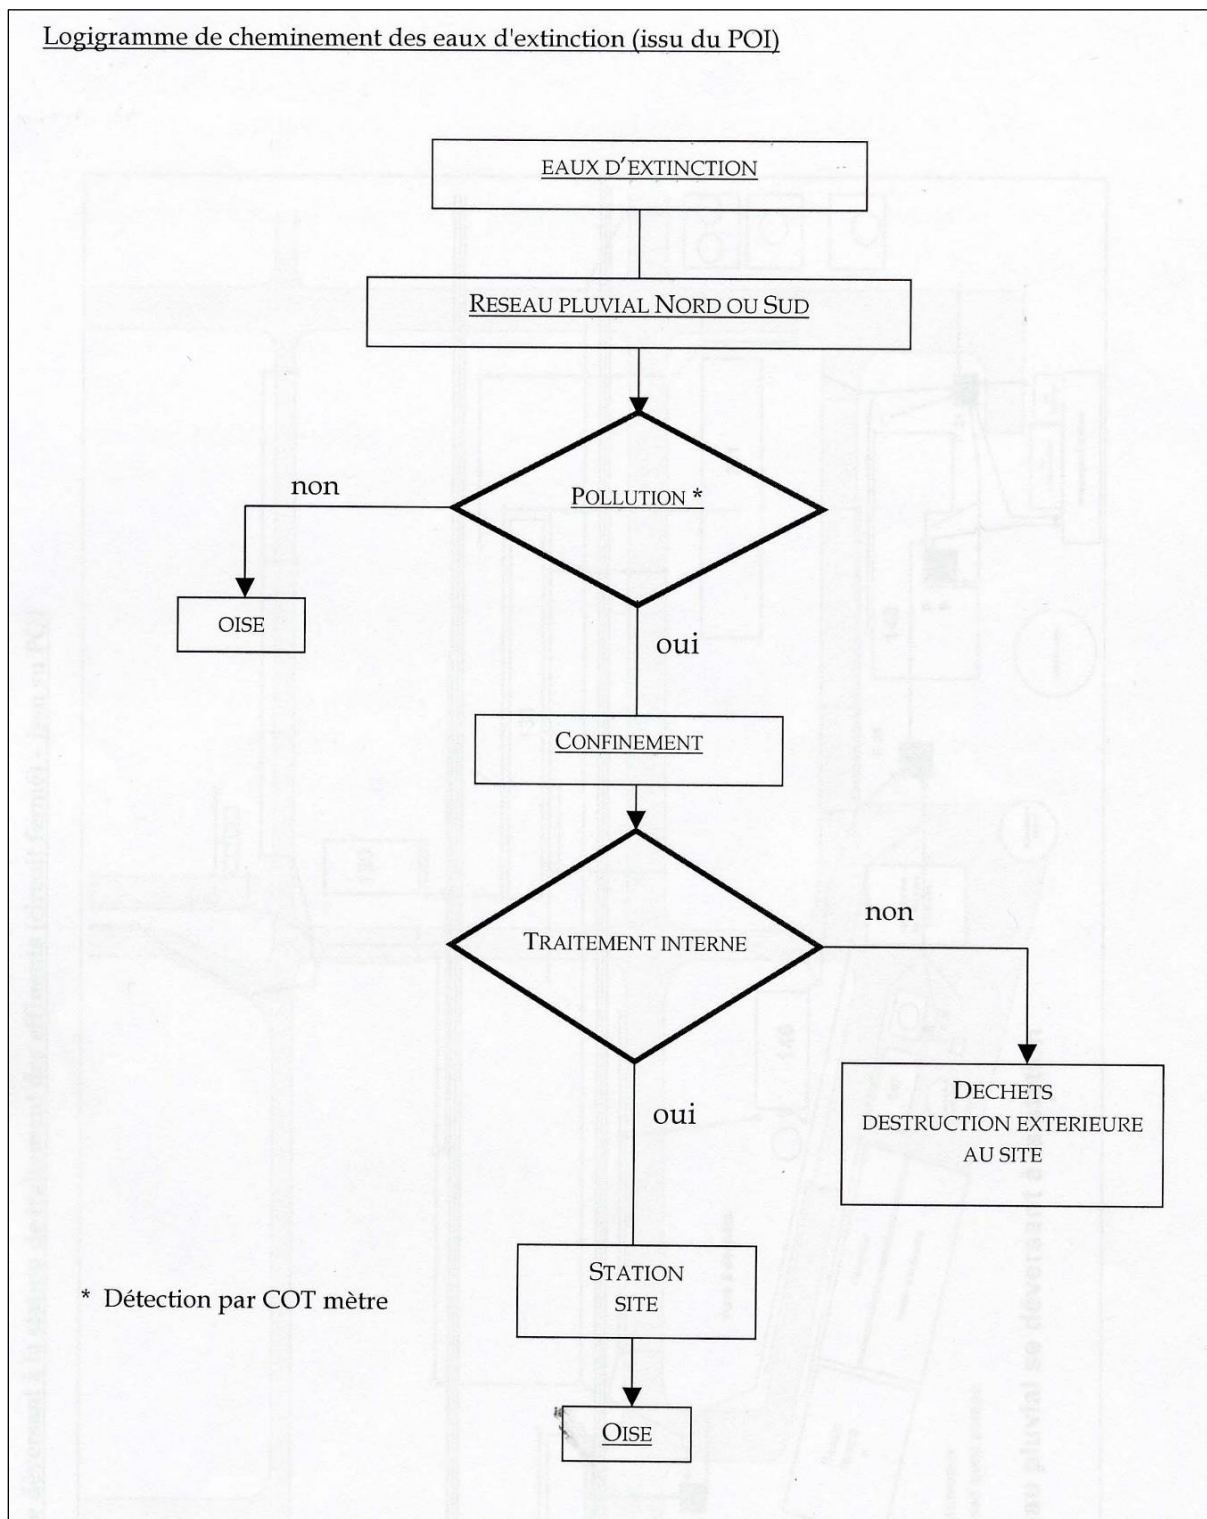 Logigramme de cheminement des eaux d'extinction (issu du POI)
EAUX D'EXTINCTION
RESEAU PLUVIAL NORD OU SUD
POLLUTION *
non
OISE
oui
CONFINEMENT
TRAITEMENT INTERNE
non
DECHETS
DESTRUCTION EXTERIEURE
AU SITE
oui
STATION
SITE
* Détection par COT mètre
OISE